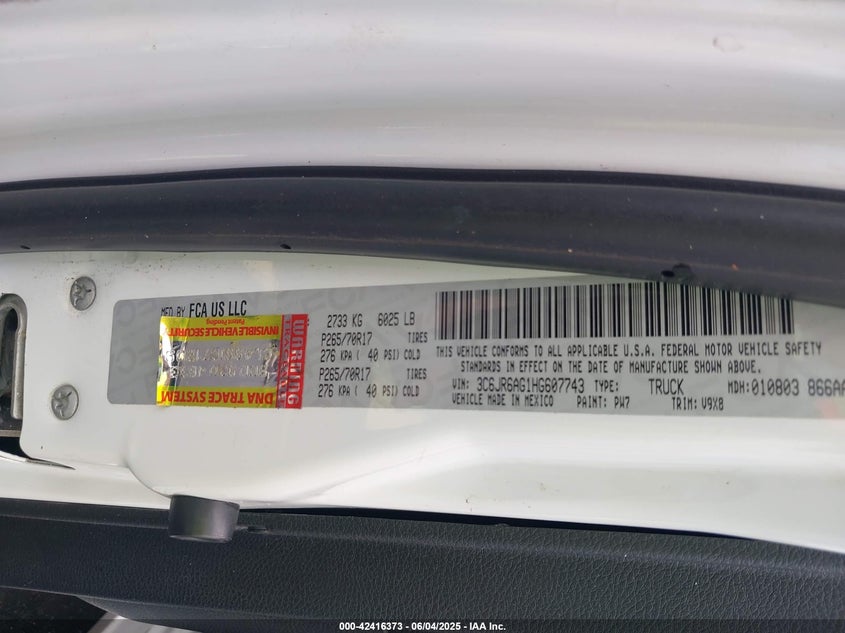 MFD BY FCA US LLC
2733 KG 6025 LB
P265/70R17 TIRES
276 KPA ( 40 PSI) COLD
P265/70R17 TIRES
276 KPA ( 40 PSI) COLD
WARNING
INVISIBLE VEHICLE SECURITY
Patent Pending
DNA TRACE SYSTEM
THIS VEHICLE CONFORMS TO ALL APPLICABLE U.S.A. FEDERAL MOTOR VEHICLE SAFETY
STANDARDS IN EFFECT ON THE DATE OF MANUFACTURE SHOWN ABOVE.
VIN: 3C6JR6AG1HG607743 TYPE: TRUCK MDH:010803 866AA
VEHICLE MADE IN MEXICO PAINT: PW7 TRIM: V9X8
000-42416373 — 06/04/2025 — IAA Inc.